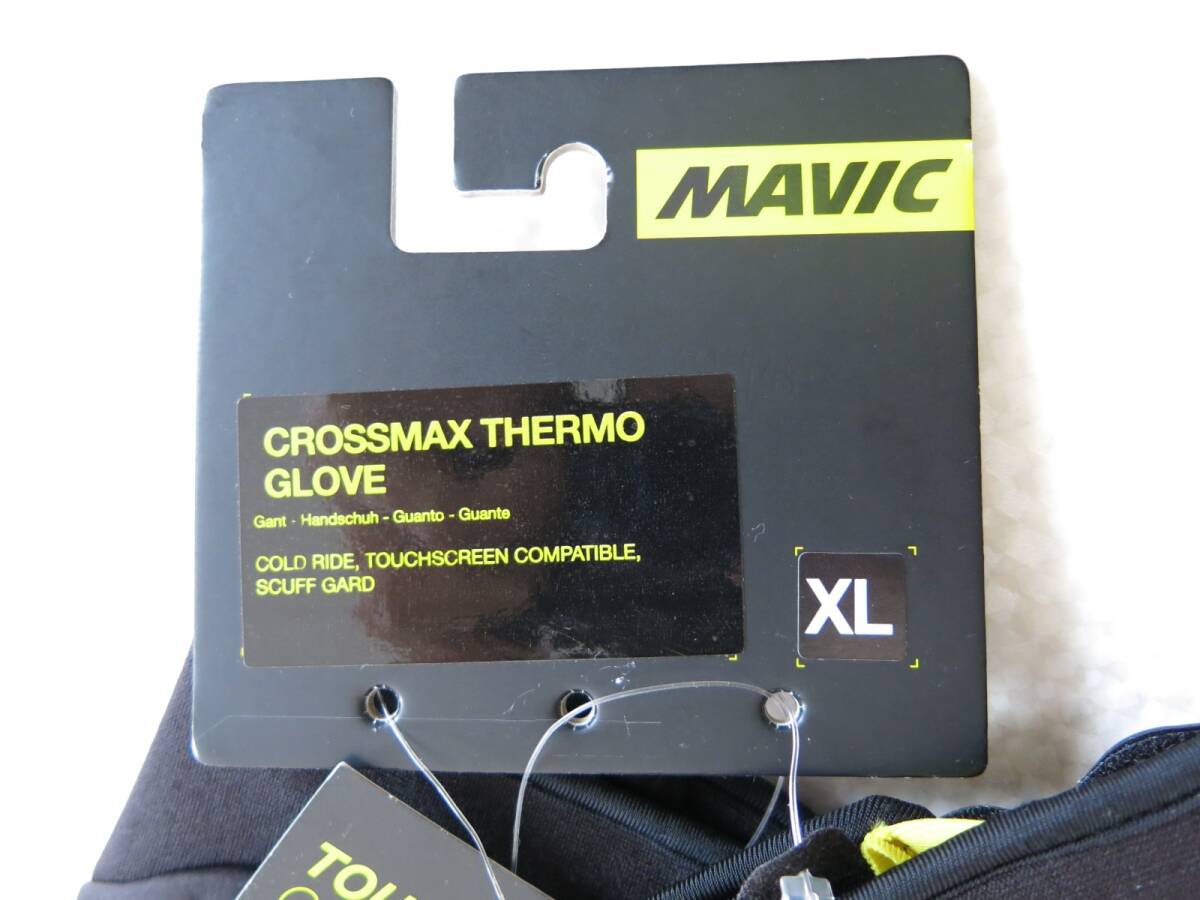 MAVIC
CROSSMAX THERMO
GLOVE
Gant - Handschuh - Guanto - Guante
COLD RIDE, TOUCHSCREEN COMPATIBLE,
SCUFF GARD
XL